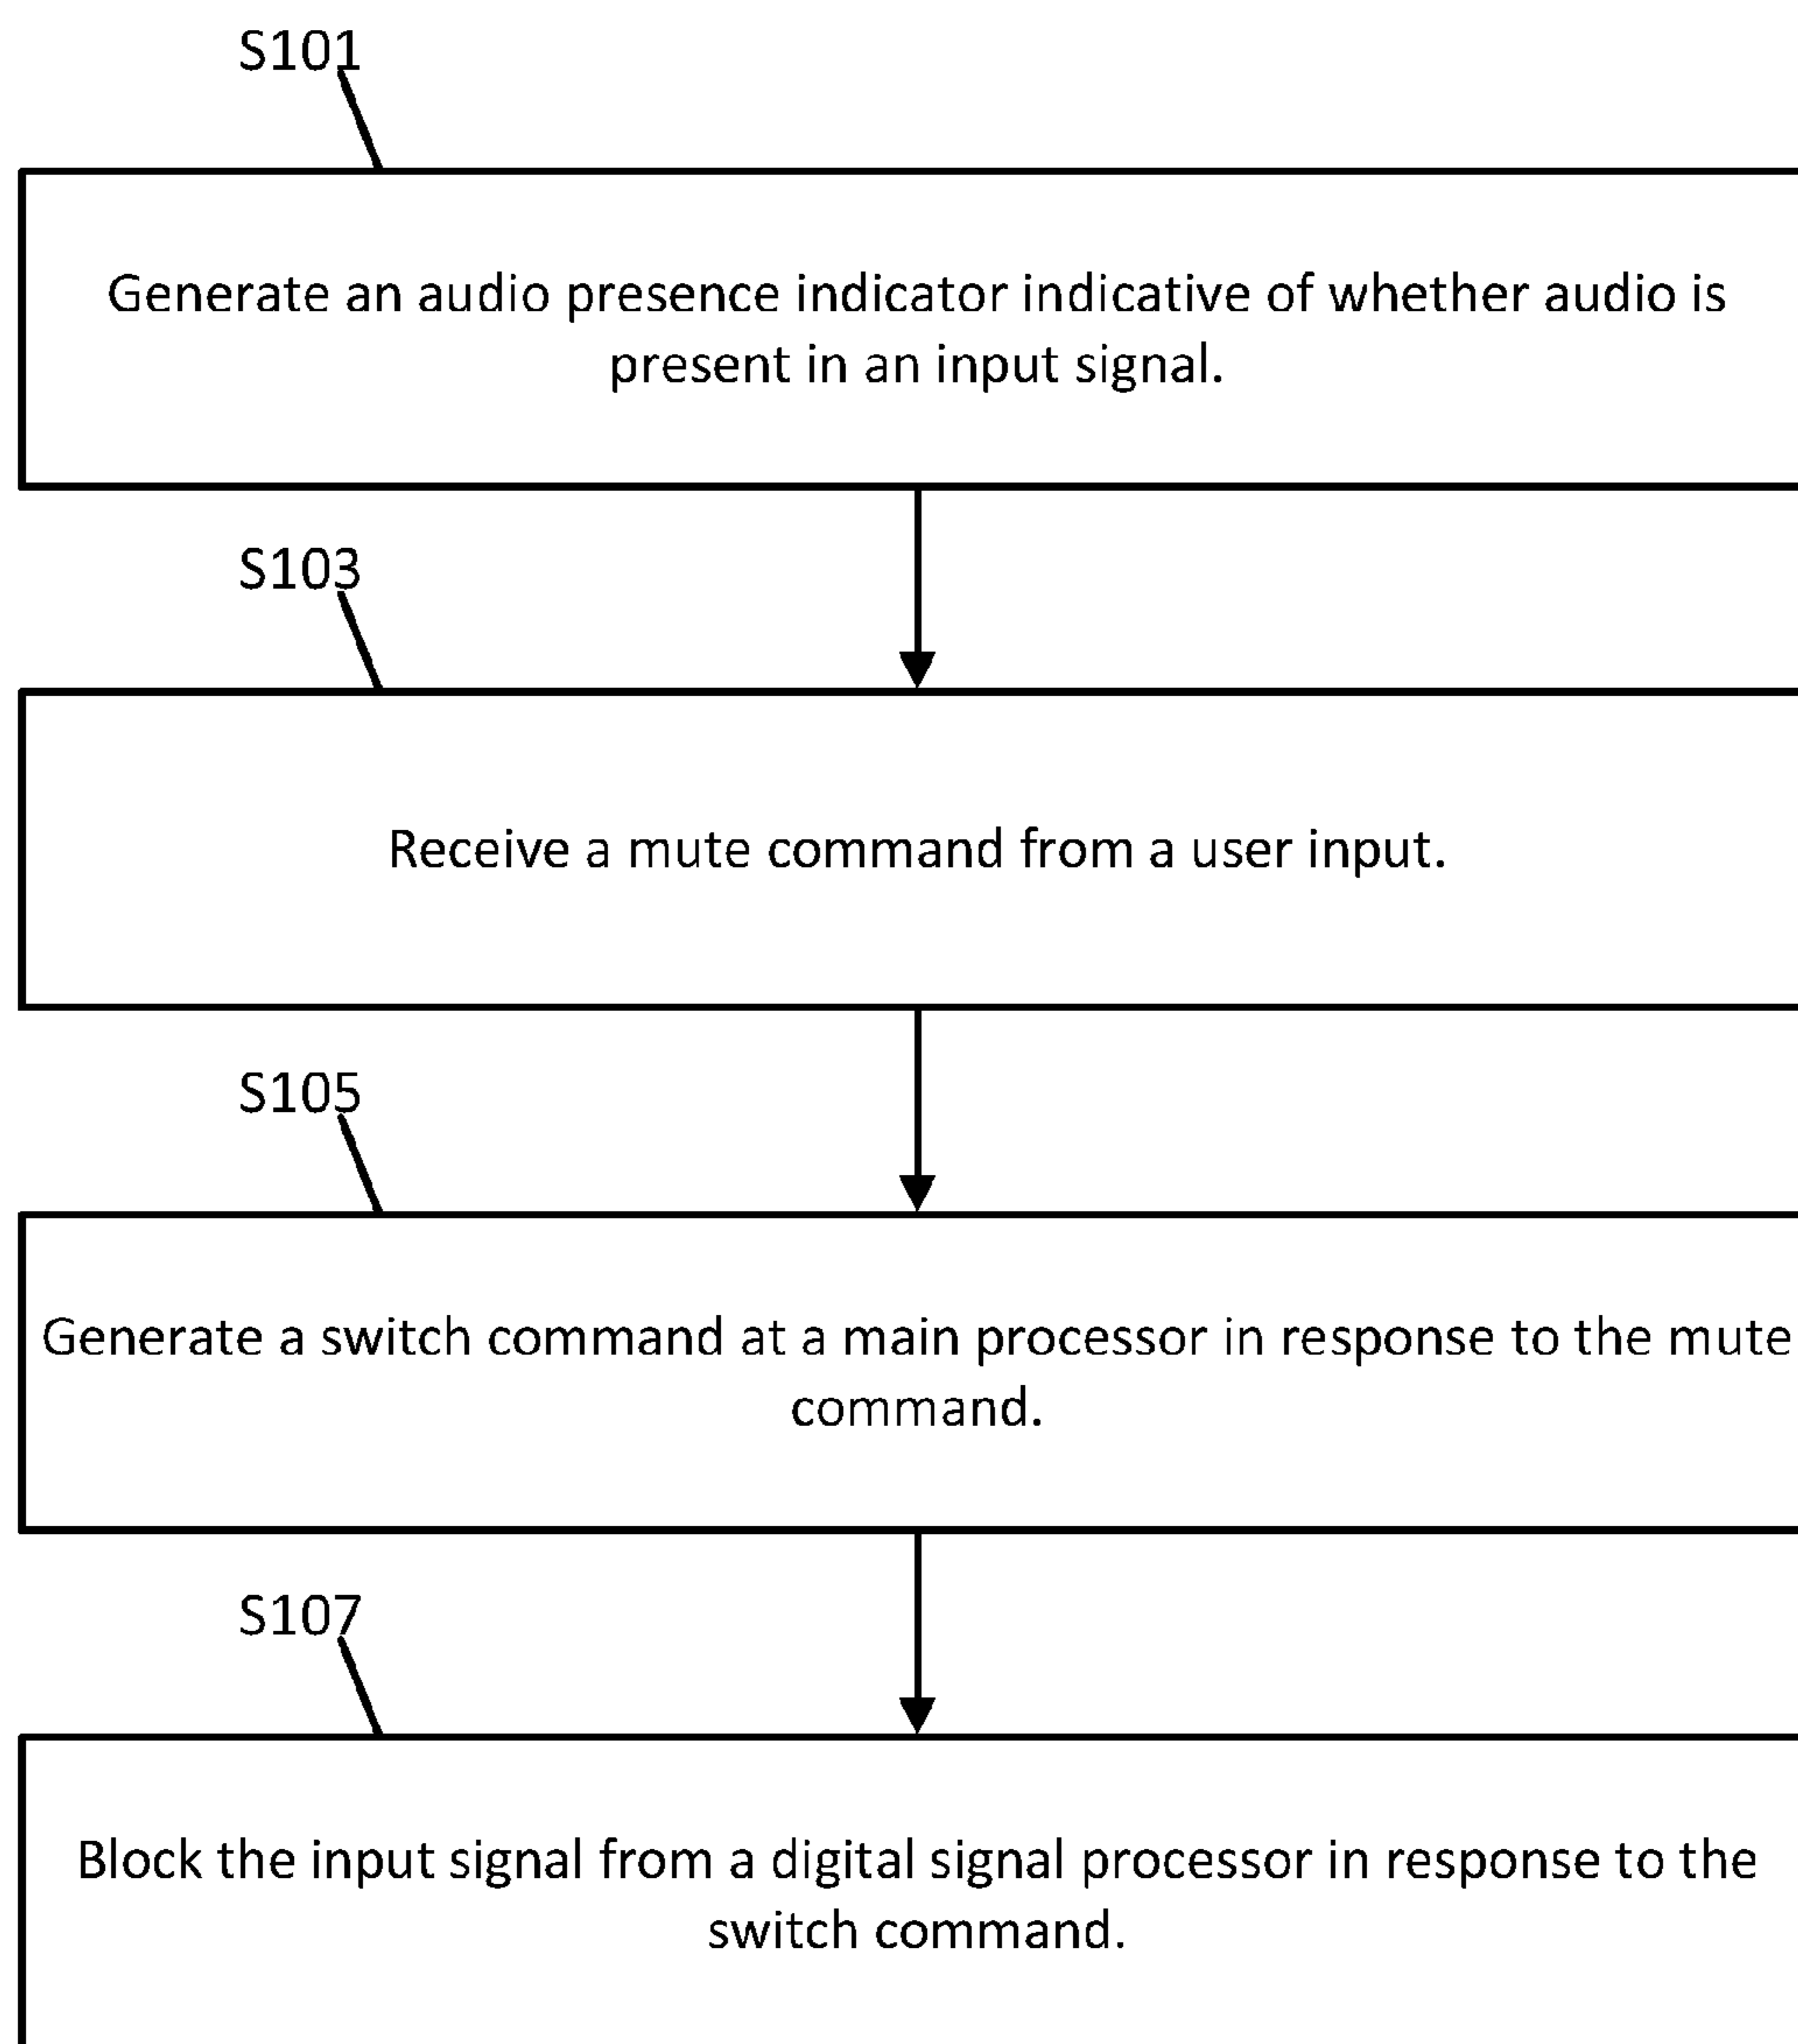 S101
Generate an audio presence indicator indicative of whether audio is
present in an input signal.
S103
Receive a mute command from a user input.
S105
Generate a switch command at a main processor in response to the mute
command.
S107
Block the input signal from a digital signal processor in response to the
switch command.